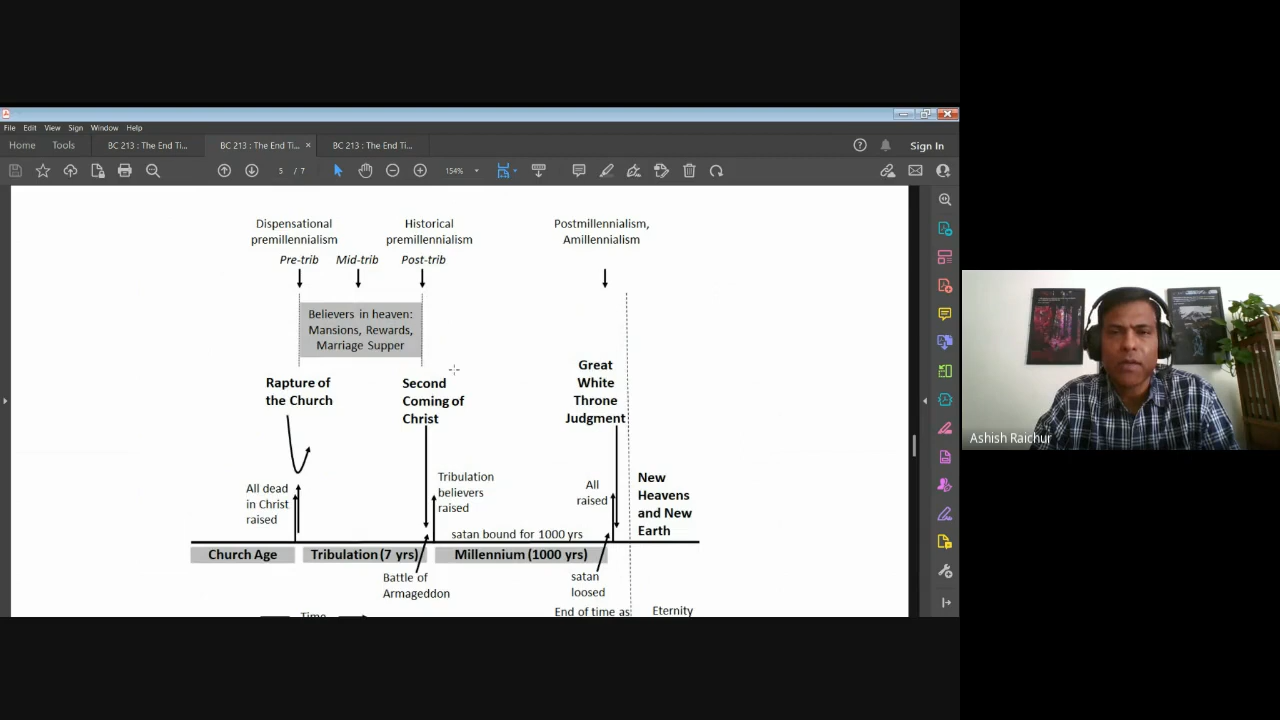 File Edit View Sign Window Help
Home Tools BC 213 : The End Ti... BC 213 : The End Ti... × BC 213 : The End Ti... Sign In
5 / 7 154%
Dispensational
premillennialism
Historical
premillennialism
Postmillennialism,
Amillennialism
Pre-trib Mid-trib Post-trib
Believers in heaven:
Mansions, Rewards,
Marriage Supper
Rapture of
the Church
Second
Coming of
Christ
Great
White
Throne
Judgment
All dead
in Christ
raised
Tribulation
believers
raised
All
raised
New
Heavens
and New
Earth
satan bound for 1000 yrs
Church Age Tribulation (7 yrs) Millennium (1000 yrs)
Battle of
Armageddon
satan
loosed
Time
End of time as
Eternity
Ashish Raichur